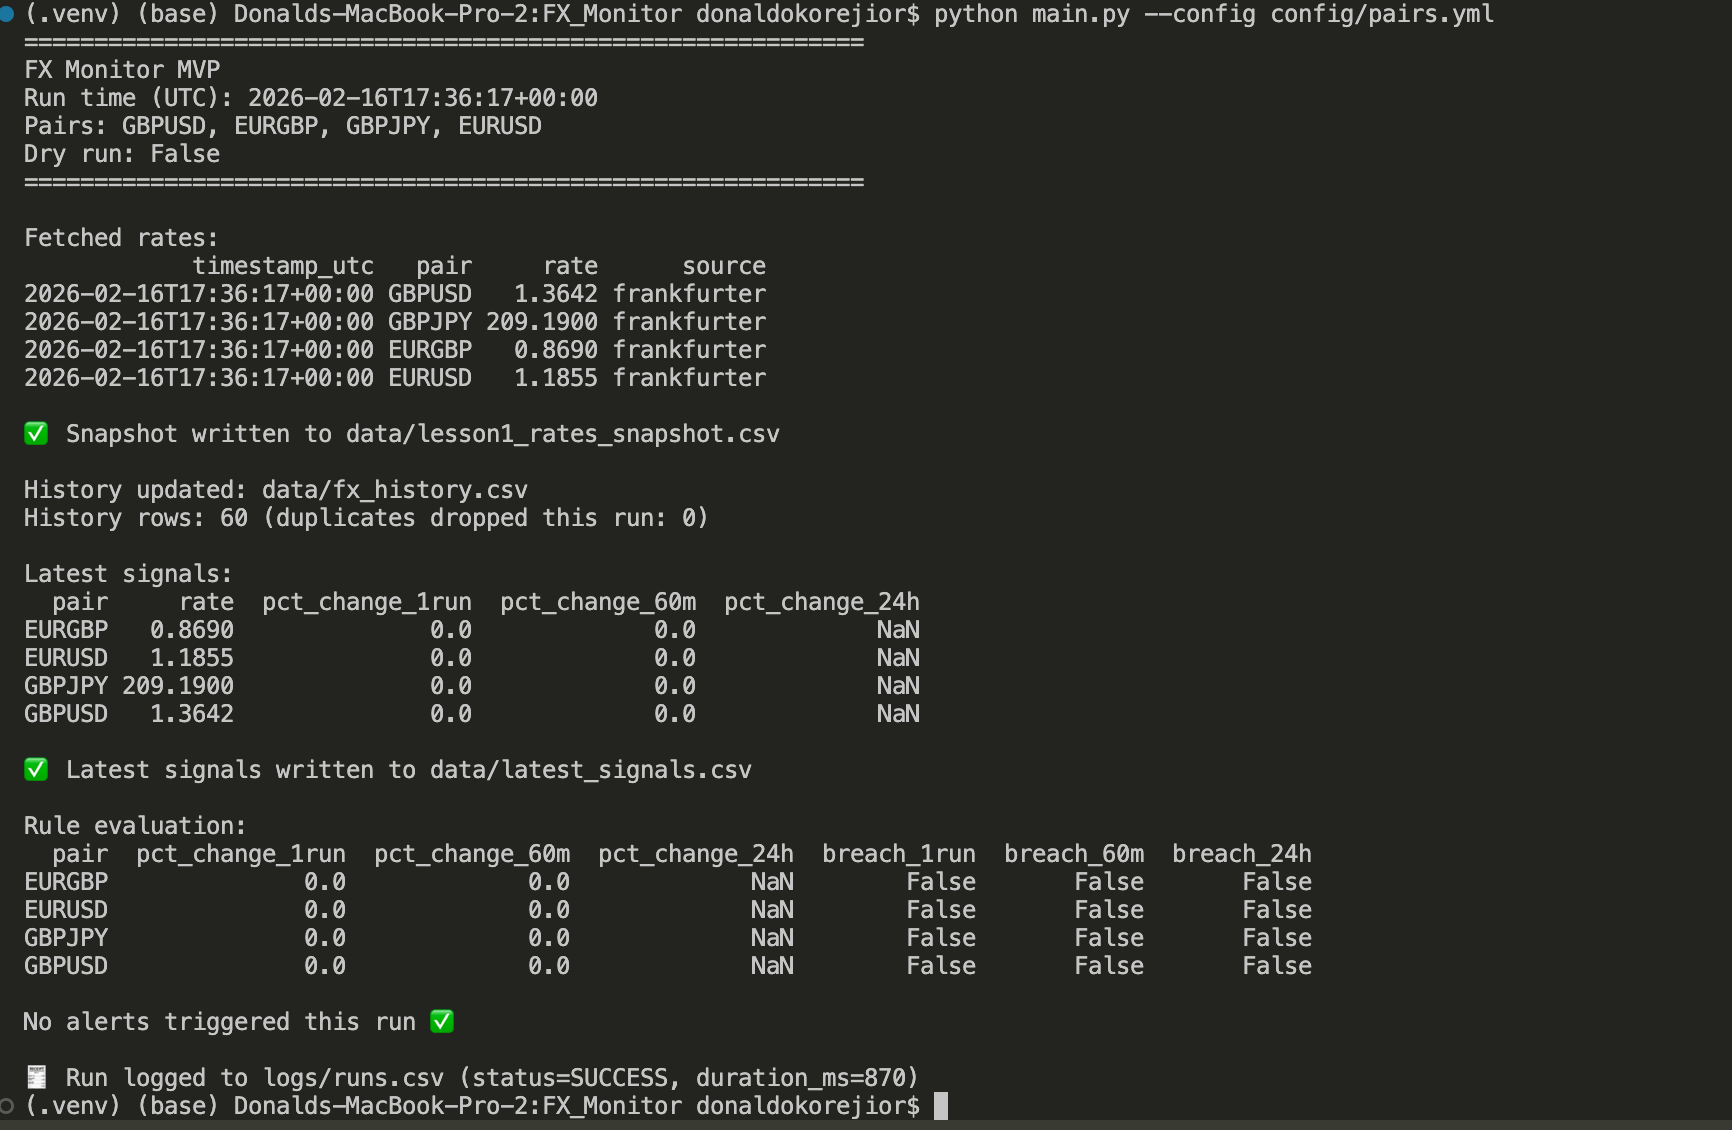 (.venv) (base) Donalds-MacBook-Pro-2:FX_Monitor donaldokorejior$ python main.py --config config/pairs.yml
============================================================
FX Monitor MVP
Run time (UTC): 2026-02-16T17:36:17+00:00
Pairs: GBPUSD, EURGBP, GBPJPY, EURUSD
Dry run: False
============================================================
Fetched rates:
            timestamp_utc   pair     rate      source
2026-02-16T17:36:17+00:00 GBPUSD   1.3642 frankfurter
2026-02-16T17:36:17+00:00 GBPJPY 209.1900 frankfurter
2026-02-16T17:36:17+00:00 EURGBP   0.8690 frankfurter
2026-02-16T17:36:17+00:00 EURUSD   1.1855 frankfurter
✅ Snapshot written to data/lesson1_rates_snapshot.csv
History updated: data/fx_history.csv
History rows: 60 (duplicates dropped this run: 0)
Latest signals:
  pair     rate  pct_change_1run  pct_change_60m  pct_change_24h
EURGBP   0.8690              0.0             0.0             NaN
EURUSD   1.1855              0.0             0.0             NaN
GBPJPY 209.1900              0.0             0.0             NaN
GBPUSD   1.3642              0.0             0.0             NaN
✅ Latest signals written to data/latest_signals.csv
Rule evaluation:
  pair  pct_change_1run  pct_change_60m  pct_change_24h  breach_1run  breach_60m  breach_24h
EURGBP              0.0             0.0             NaN        False       False       False
EURUSD              0.0             0.0             NaN        False       False       False
GBPJPY              0.0             0.0             NaN        False       False       False
GBPUSD              0.0             0.0             NaN        False       False       False
No alerts triggered this run ✅
🧾 Run logged to logs/runs.csv (status=SUCCESS, duration_ms=870)
(.venv) (base) Donalds-MacBook-Pro-2:FX_Monitor donaldokorejior$